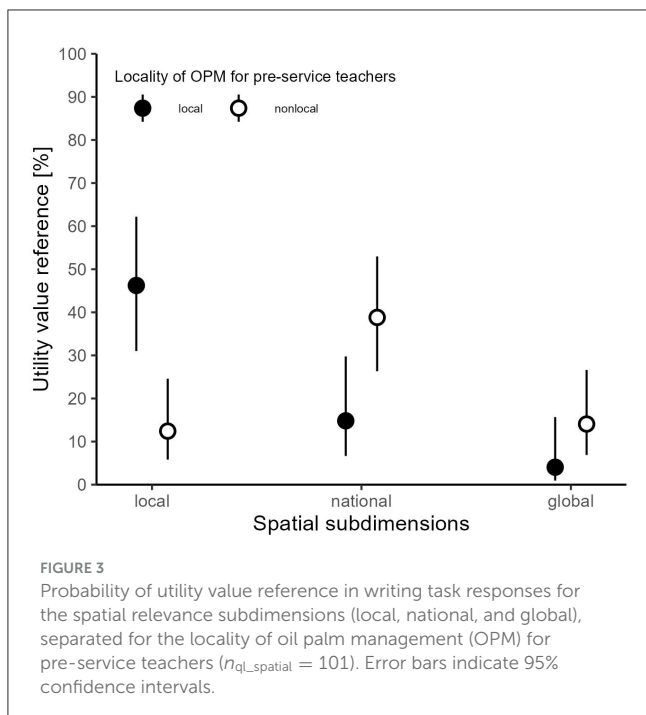 100
90
80
70
60
50
40
30
20
10
0
Utility value reference [%]
Locality of OPM for pre-service teachers
local nonlocal
local national global
Spatial subdimensions
FIGURE 3
Probability of utility value reference in writing task responses for
the spatial relevance subdimensions (local, national, and global),
separated for the locality of oil palm management (OPM) for
pre-service teachers (nql_spatial = 101). Error bars indicate 95%
confidence intervals.